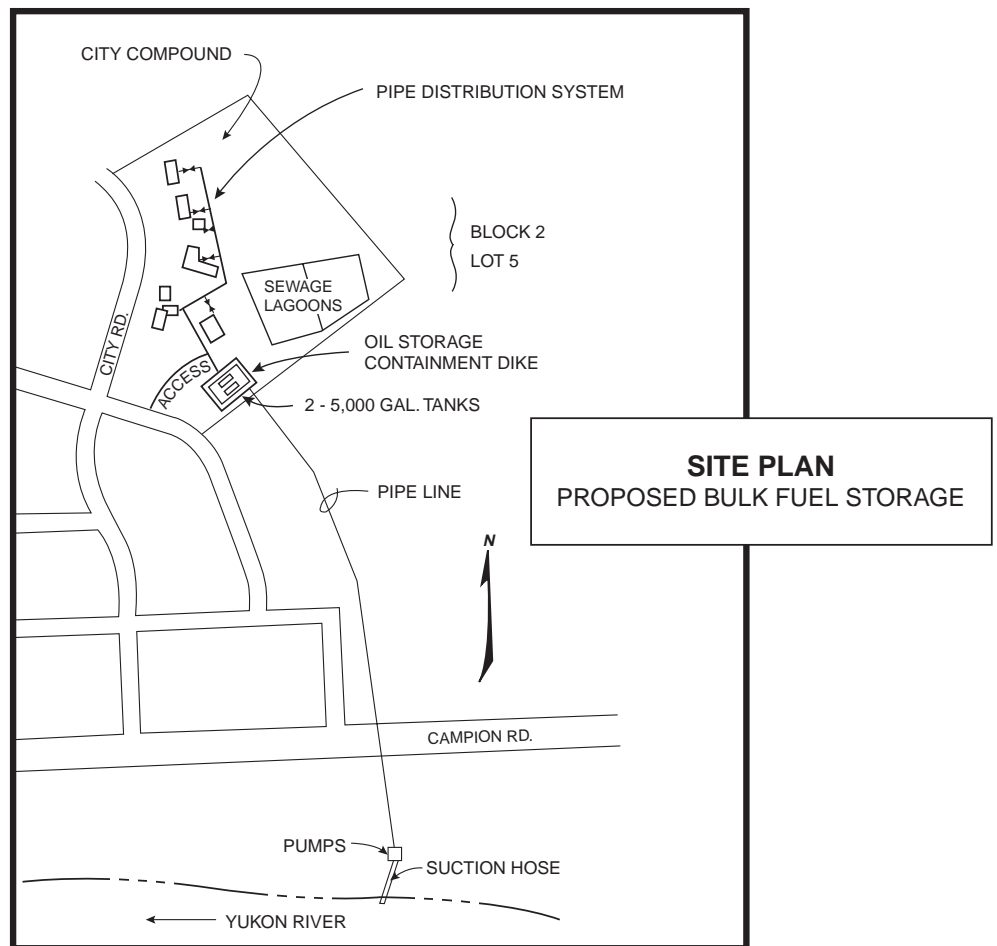 CITY COMPOUND
PIPE DISTRIBUTION SYSTEM
BLOCK 2
LOT 5
SEWAGE
LAGOONS
CITY RD.
ACCESS
OIL STORAGE
CONTAINMENT DIKE
2 - 5,000 GAL. TANKS
SITE PLAN
PROPOSED BULK FUEL STORAGE
PIPE LINE
N
CAMPION RD.
PUMPS
SUCTION HOSE
YUKON RIVER